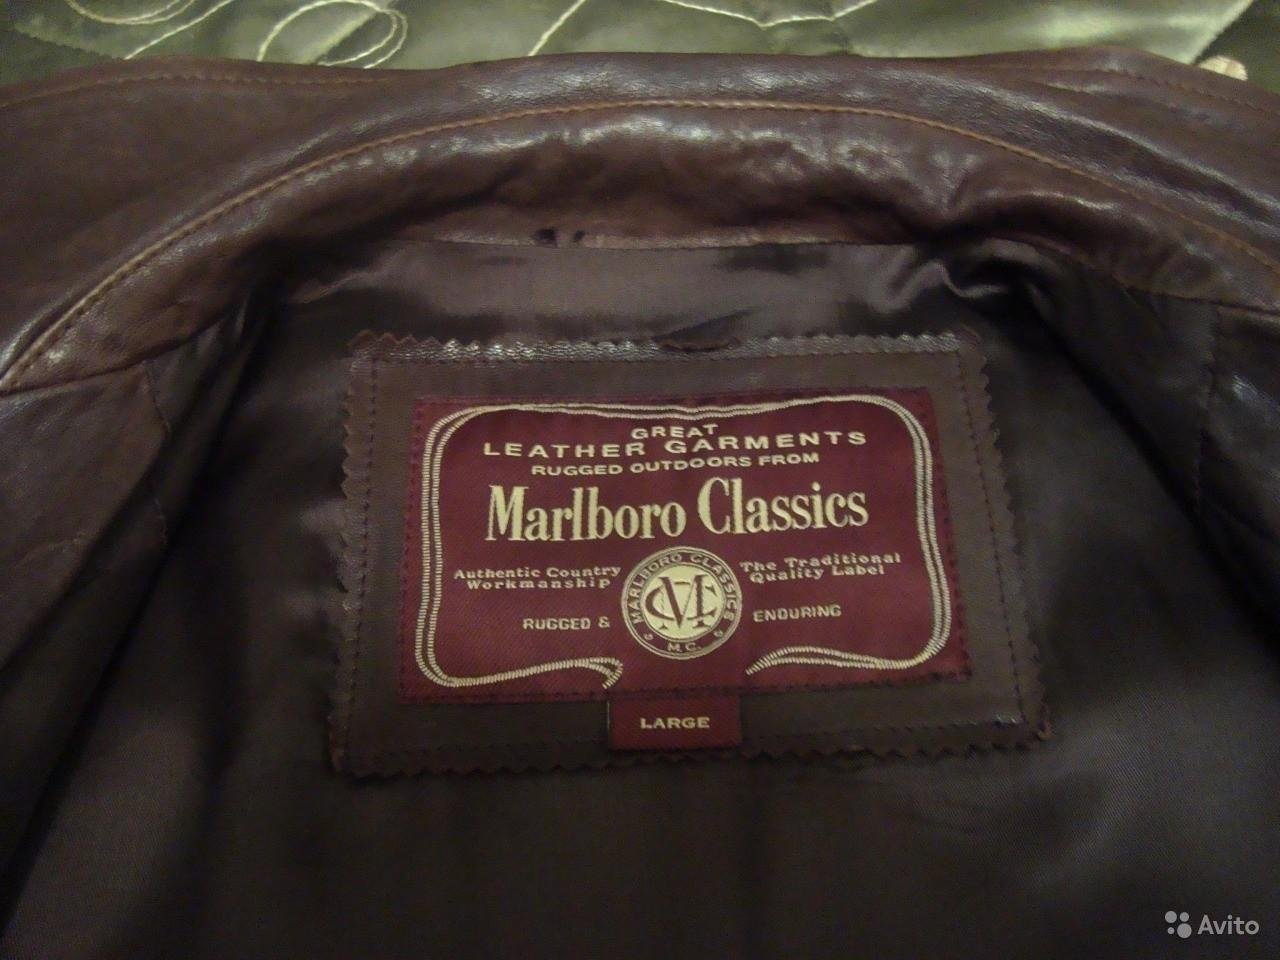 GREAT
LEATHER GARMENTS
RUGGED OUTDOORS FROM
Marlboro Classics
Authentic Country
Workmanship
The Traditional
Quality Label
RUGGED &
ENDURING
MARLBORO CLASSICS
MC
M.C.
LARGE
Avito